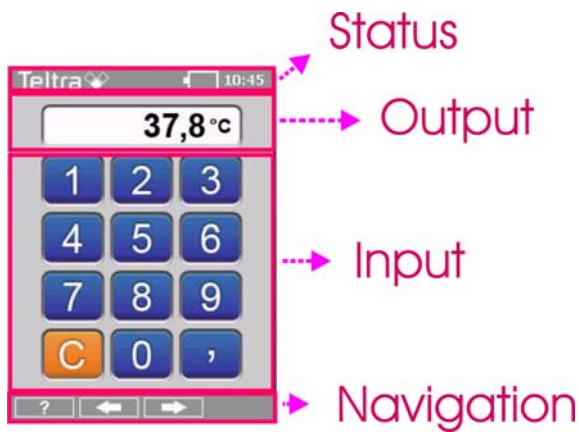 Status
Teltra 10:45
37,8 °C Output
1 2 3
4 5 6
Input
7 8 9
C 0 ,
?
Navigation